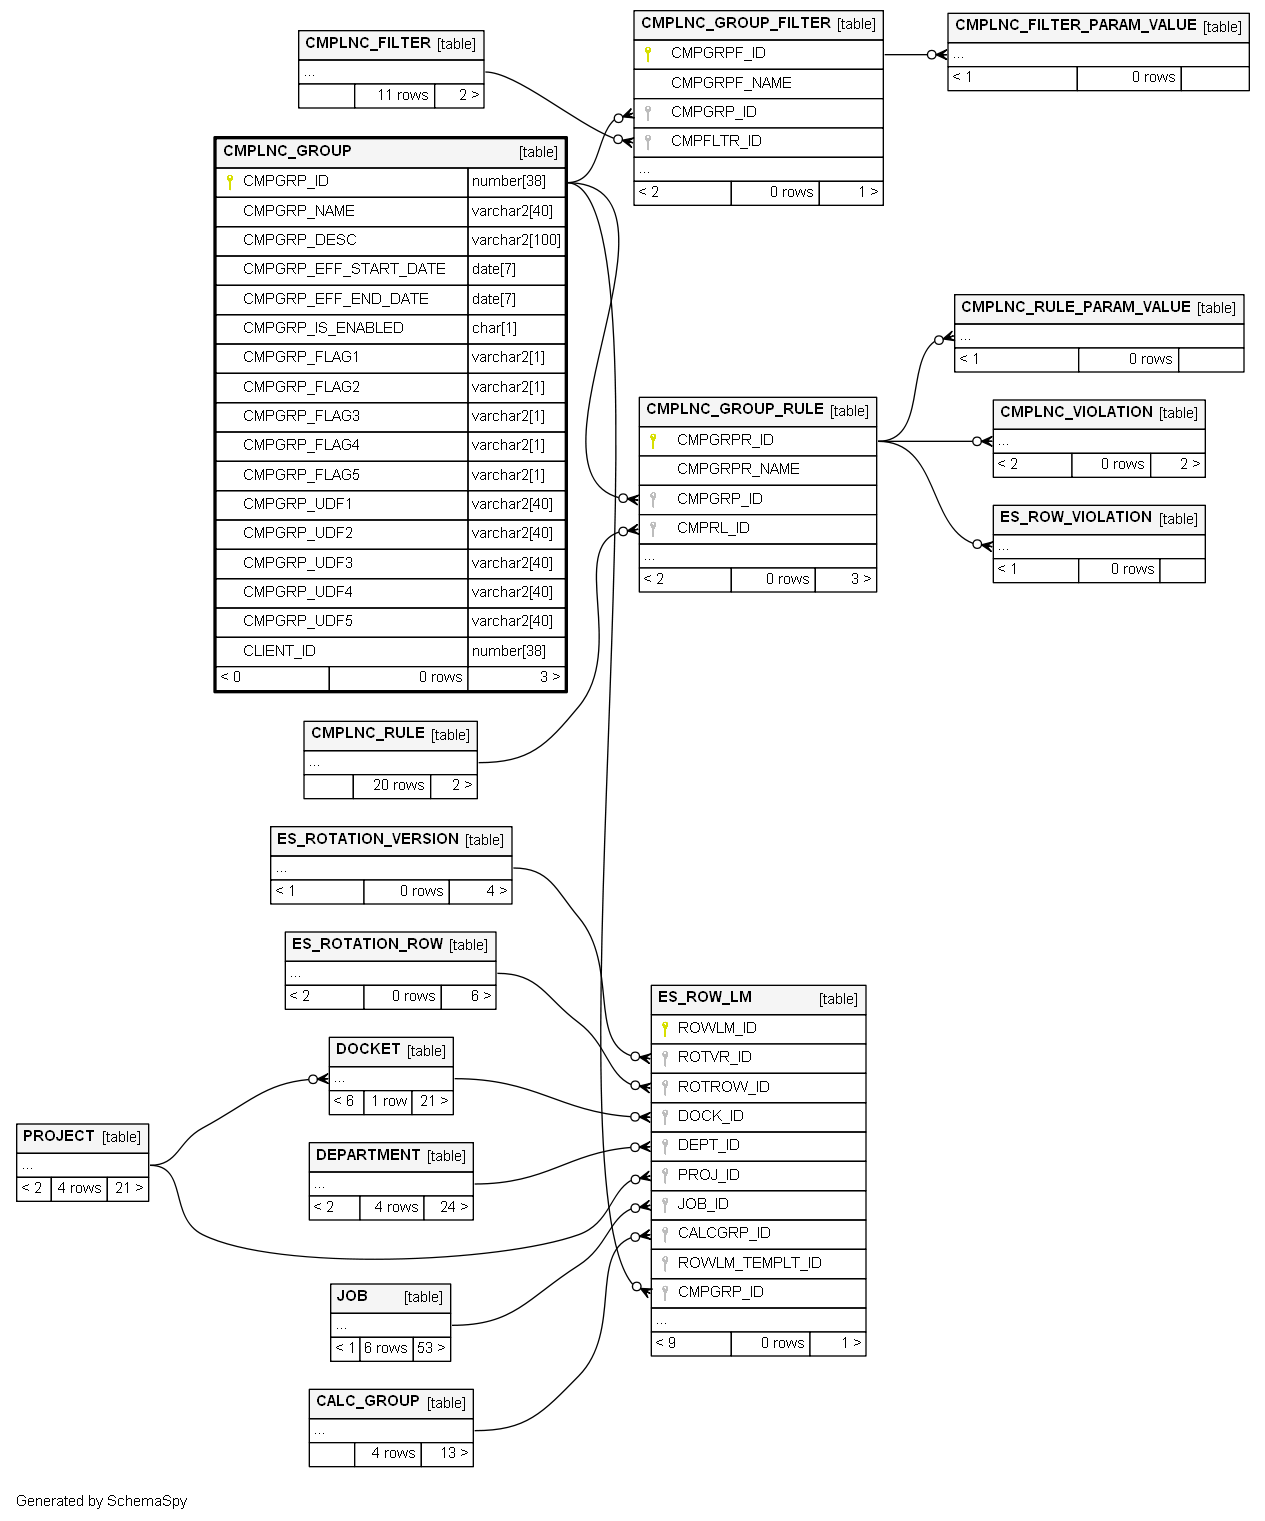 CMPLNC_FILTER [table]
...
11 rows 2 >
CMPLNC_GROUP_FILTER [table]
CMPGRPF_ID
CMPGRPF_NAME
CMPGRP_ID
CMPFLTR_ID
...
< 2 0 rows 1 >
CMPLNC_FILTER_PARAM_VALUE [table]
...
< 1 0 rows
CMPLNC_GROUP [table]
CMPGRP_ID number[38]
CMPGRP_NAME varchar2[40]
CMPGRP_DESC varchar2[100]
CMPGRP_EFF_START_DATE date[7]
CMPGRP_EFF_END_DATE date[7]
CMPGRP_IS_ENABLED char[1]
CMPGRP_FLAG1 varchar2[1]
CMPGRP_FLAG2 varchar2[1]
CMPGRP_FLAG3 varchar2[1]
CMPGRP_FLAG4 varchar2[1]
CMPGRP_FLAG5 varchar2[1]
CMPGRP_UDF1 varchar2[40]
CMPGRP_UDF2 varchar2[40]
CMPGRP_UDF3 varchar2[40]
CMPGRP_UDF4 varchar2[40]
CMPGRP_UDF5 varchar2[40]
CLIENT_ID number[38]
< 0 0 rows 3 >
CMPLNC_RULE_PARAM_VALUE [table]
...
< 1 0 rows
CMPLNC_GROUP_RULE [table]
CMPGRPR_ID
CMPGRPR_NAME
CMPGRP_ID
CMPRL_ID
...
< 2 0 rows 3 >
CMPLNC_VIOLATION [table]
...
< 2 0 rows 2 >
ES_ROW_VIOLATION [table]
...
< 1 0 rows
CMPLNC_RULE [table]
...
20 rows 2 >
ES_ROTATION_VERSION [table]
...
< 1 0 rows 4 >
ES_ROTATION_ROW [table]
...
< 2 0 rows 6 >
ES_ROW_LM [table]
ROWLM_ID
ROTVR_ID
ROTROW_ID
DOCK_ID
DEPT_ID
PROJ_ID
JOB_ID
CALCGRP_ID
ROWLM_TEMPLT_ID
CMPGRP_ID
...
< 9 0 rows 1 >
DOCKET [table]
...
< 6 1 row 21 >
PROJECT [table]
...
< 2 4 rows 21 >
DEPARTMENT [table]
...
< 2 4 rows 24 >
JOB [table]
...
< 1 6 rows 53 >
CALC_GROUP [table]
...
4 rows 13 >
Generated by SchemaSpy